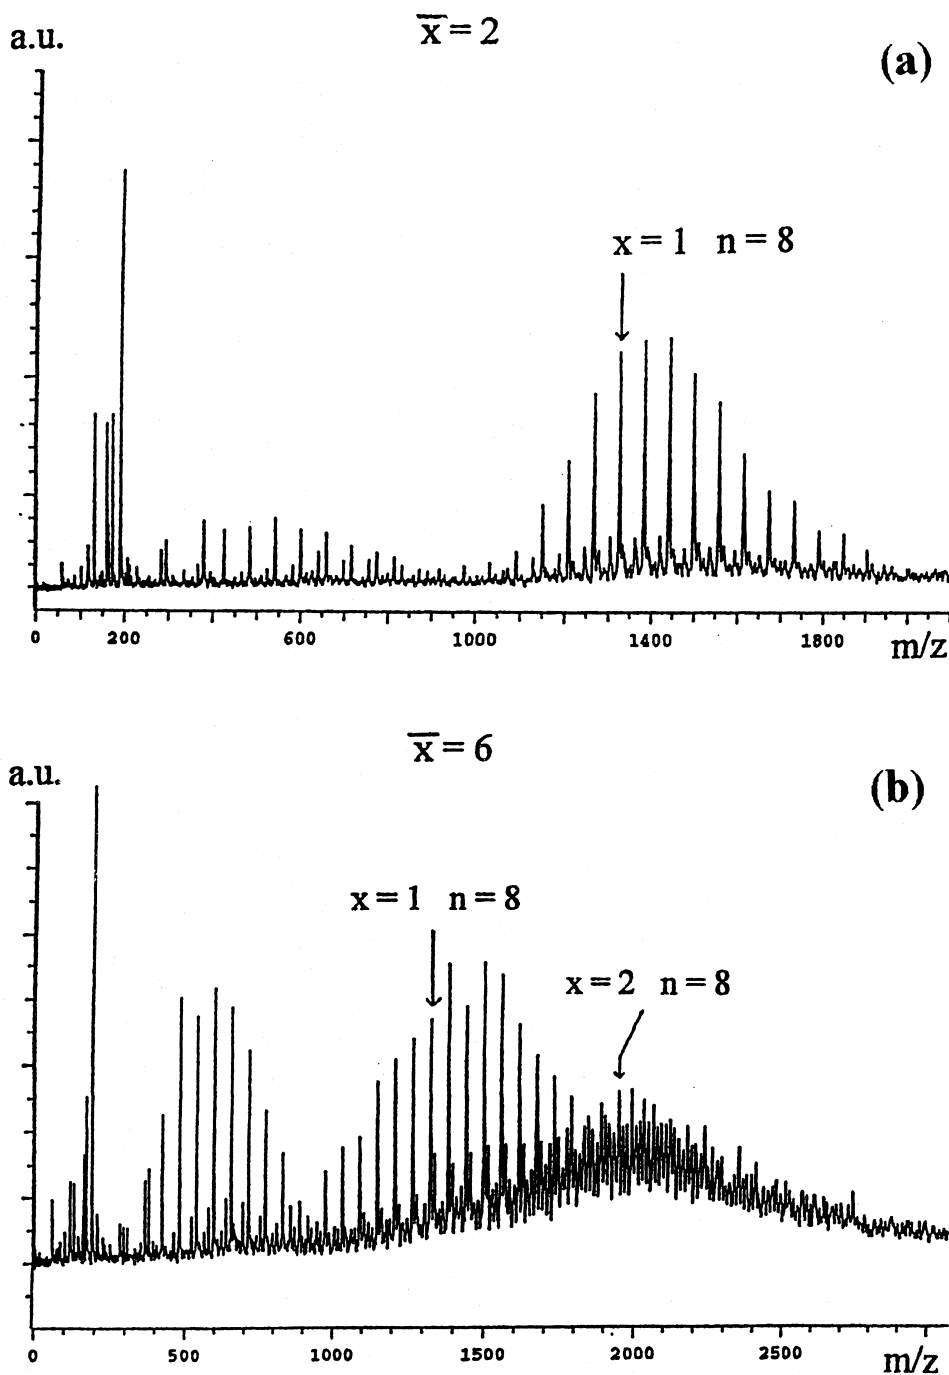 x̅ = 2
a.u.
(a)
x = 1 n = 8
0 200 600 1000 1400 1800
m/z
x̅ = 6
a.u.
(b)
x = 1 n = 8
x = 2 n = 8
0 500 1000 1500 2000 2500
m/z